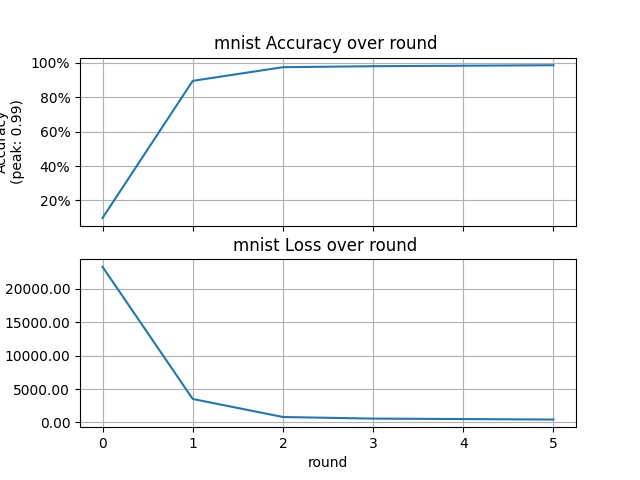 mnist Accuracy over round
100%
80%
60%
40%
20%
Accuracy
(peak: 0.99)
mnist Loss over round
20000.00
15000.00
10000.00
5000.00
0.00
0 1 2 3 4 5
round